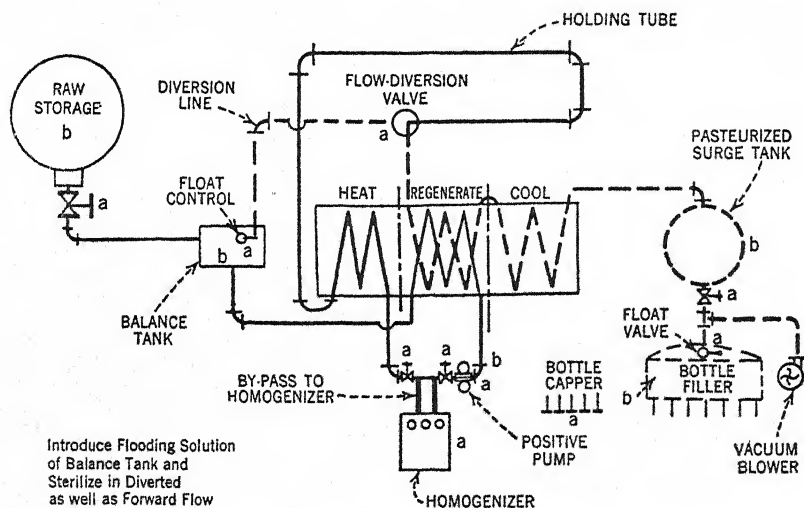 HOLDING TUBE
RAW
STORAGE
b
DIVERSION
LINE
FLOW-DIVERSION
VALVE
a
PASTEURIZED
SURGE TANK
a
FLOAT
CONTROL
HEAT
REGENERATE
COOL
a
b
b
BALANCE
TANK
a
FLOAT
VALVE
a
a
a
b
a
BY-PASS TO
HOMOGENIZER
BOTTLE
CAPPER
a
b
BOTTLE
FILLER
a
POSITIVE
PUMP
VACUUM
BLOWER
HOMOGENIZER
Introduce Flooding Solution
of Balance Tank and
Sterilize in Diverted
as well as Forward Flow